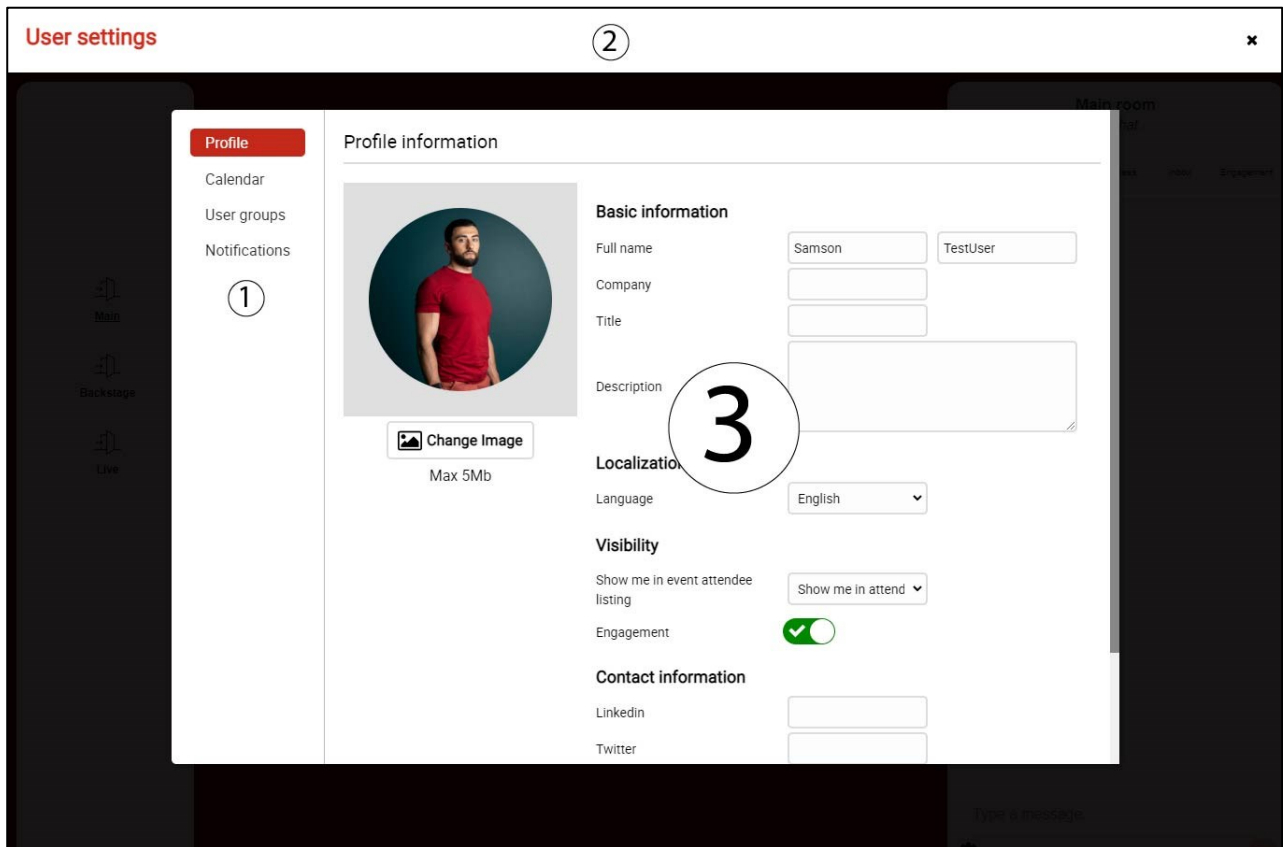 User settings
2
Main room
Profile
Profile information
Calendar
User groups
Notifications
1
Basic information
Full name Samson TestUser
Company
Title
Description
3
Change Image
Max 5Mb
Localization
Language English
Visibility
Show me in event attendee
listing Show me in attend
Engagement
Contact information
Linkedin
Twitter
Main
Backstage
Live
Inbox Engagement
Type a message